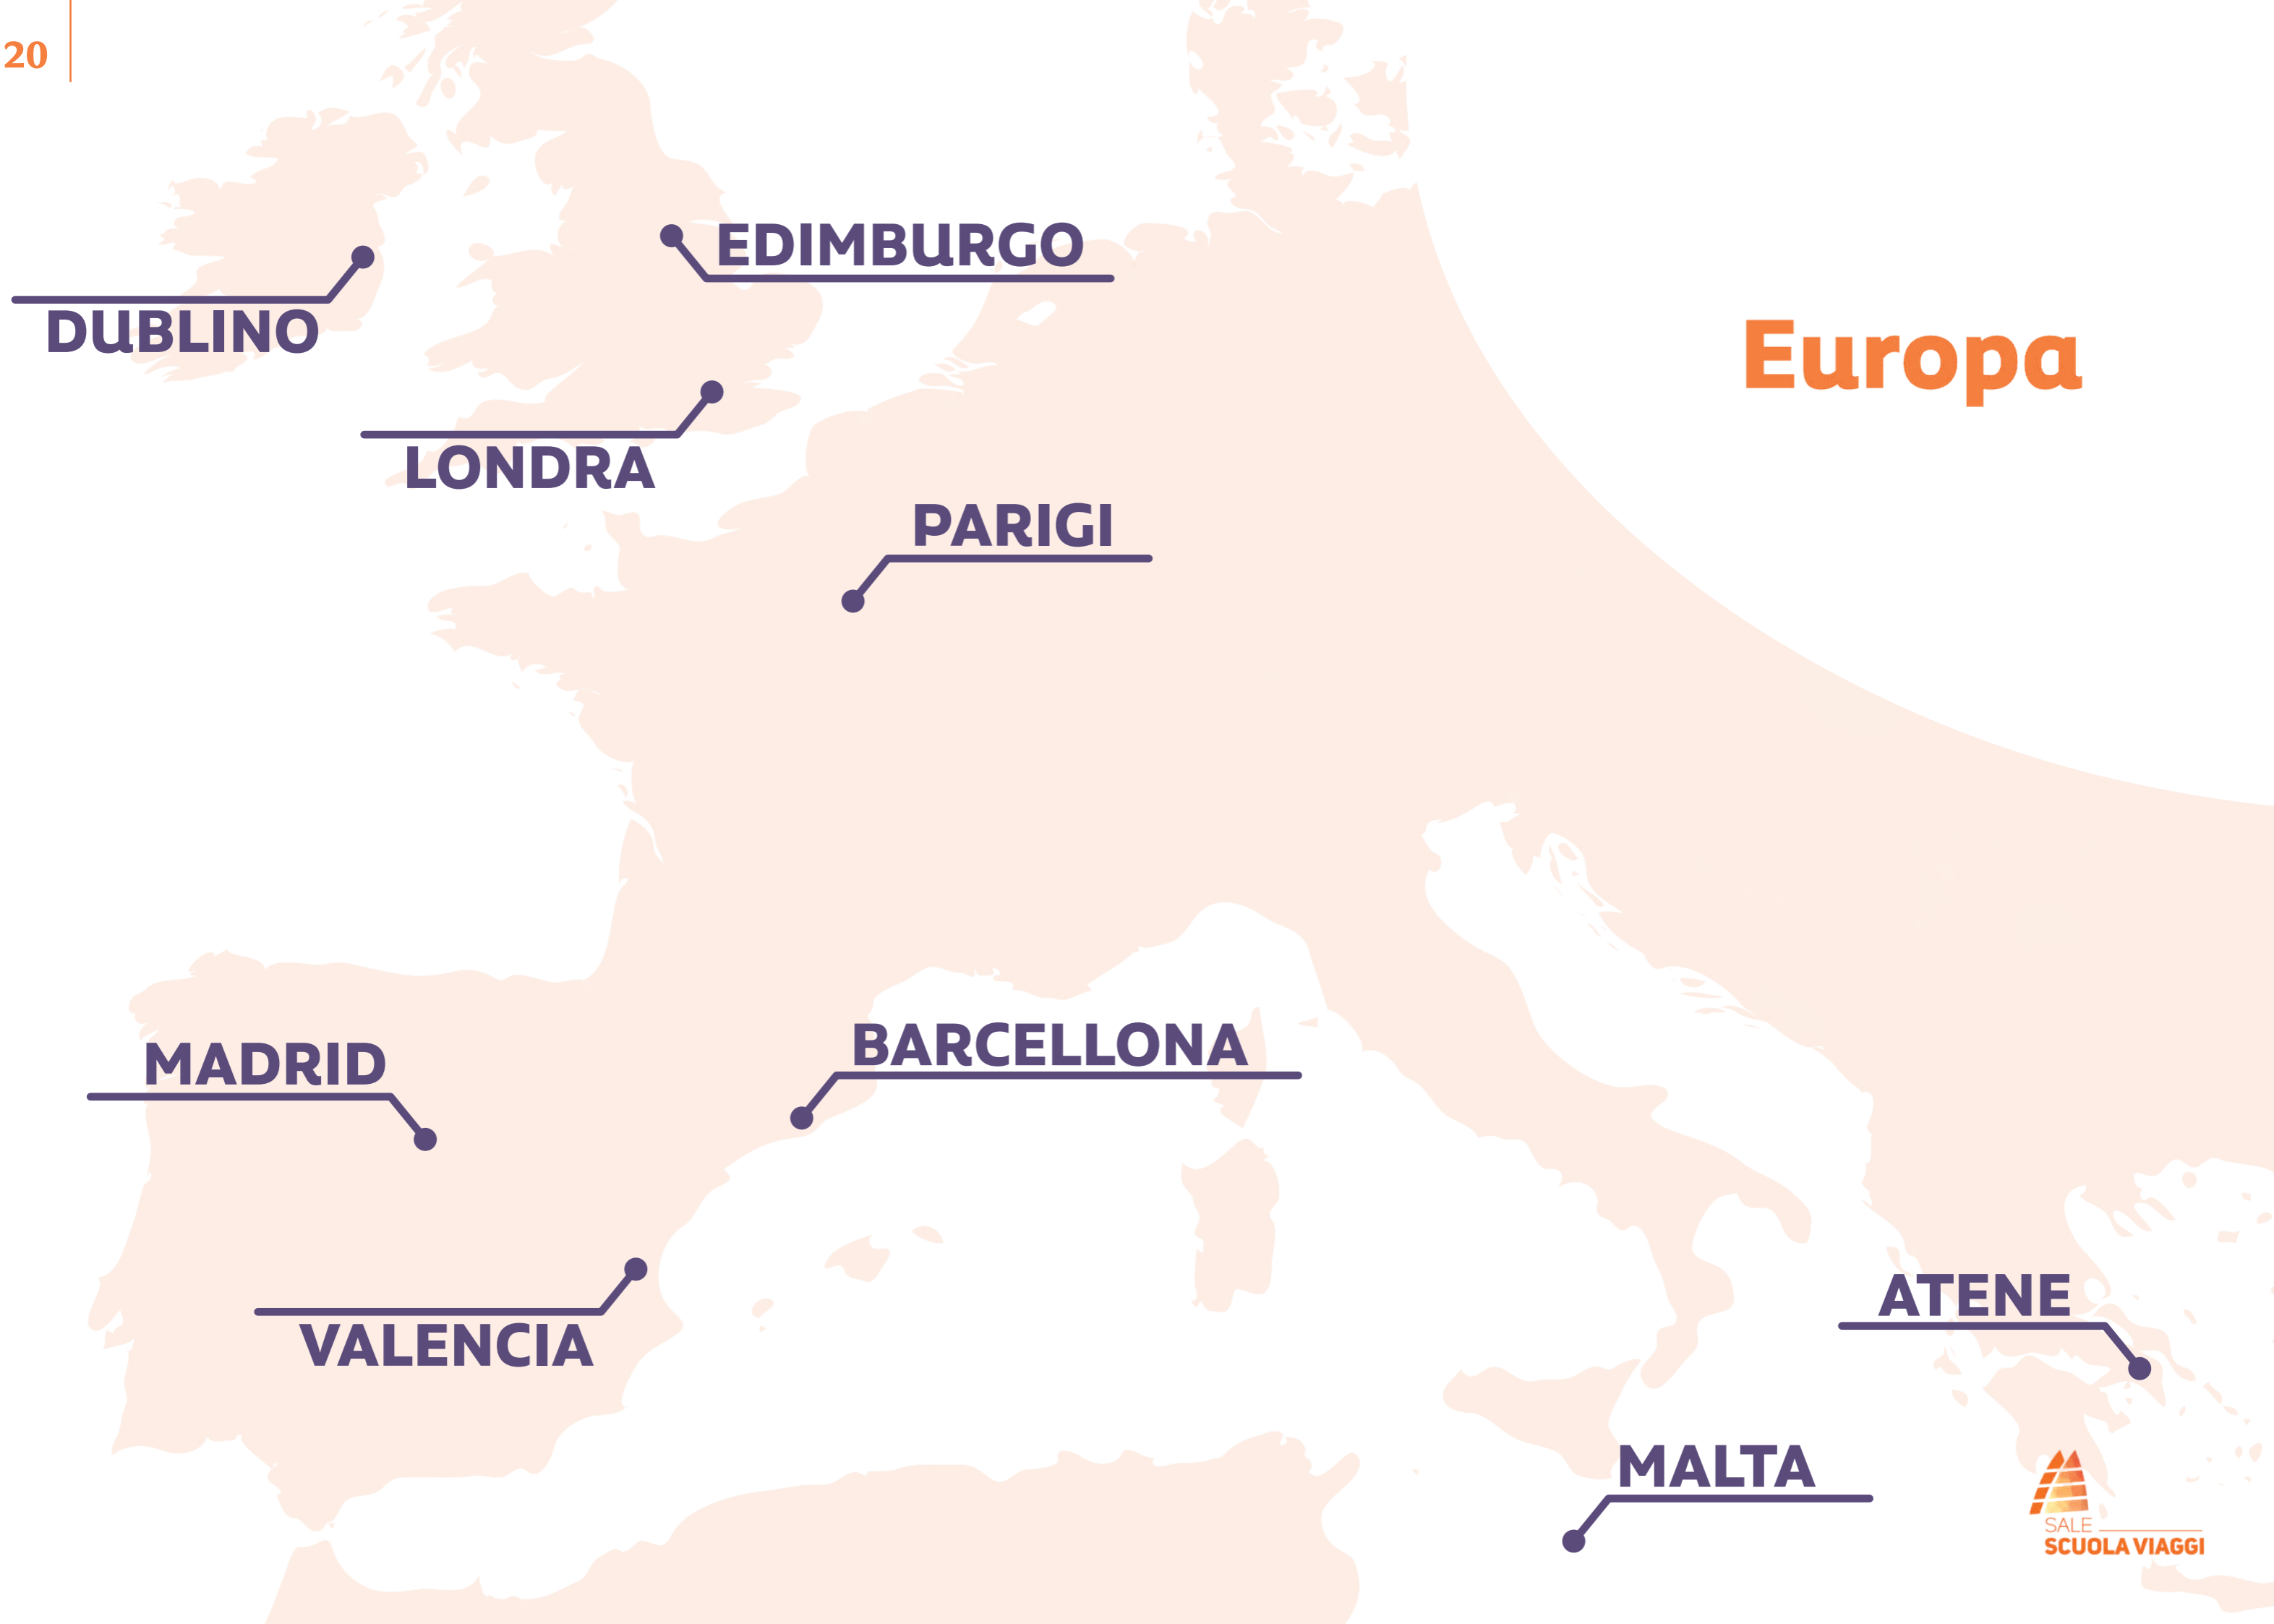 20
EDIMBURGO
DUBLINO
Europa
LONDRA
PARIGI
BARCELLONA
MADRID
ATENE
VALENCIA
MALTA
SALE
SCUOLA VIAGGI